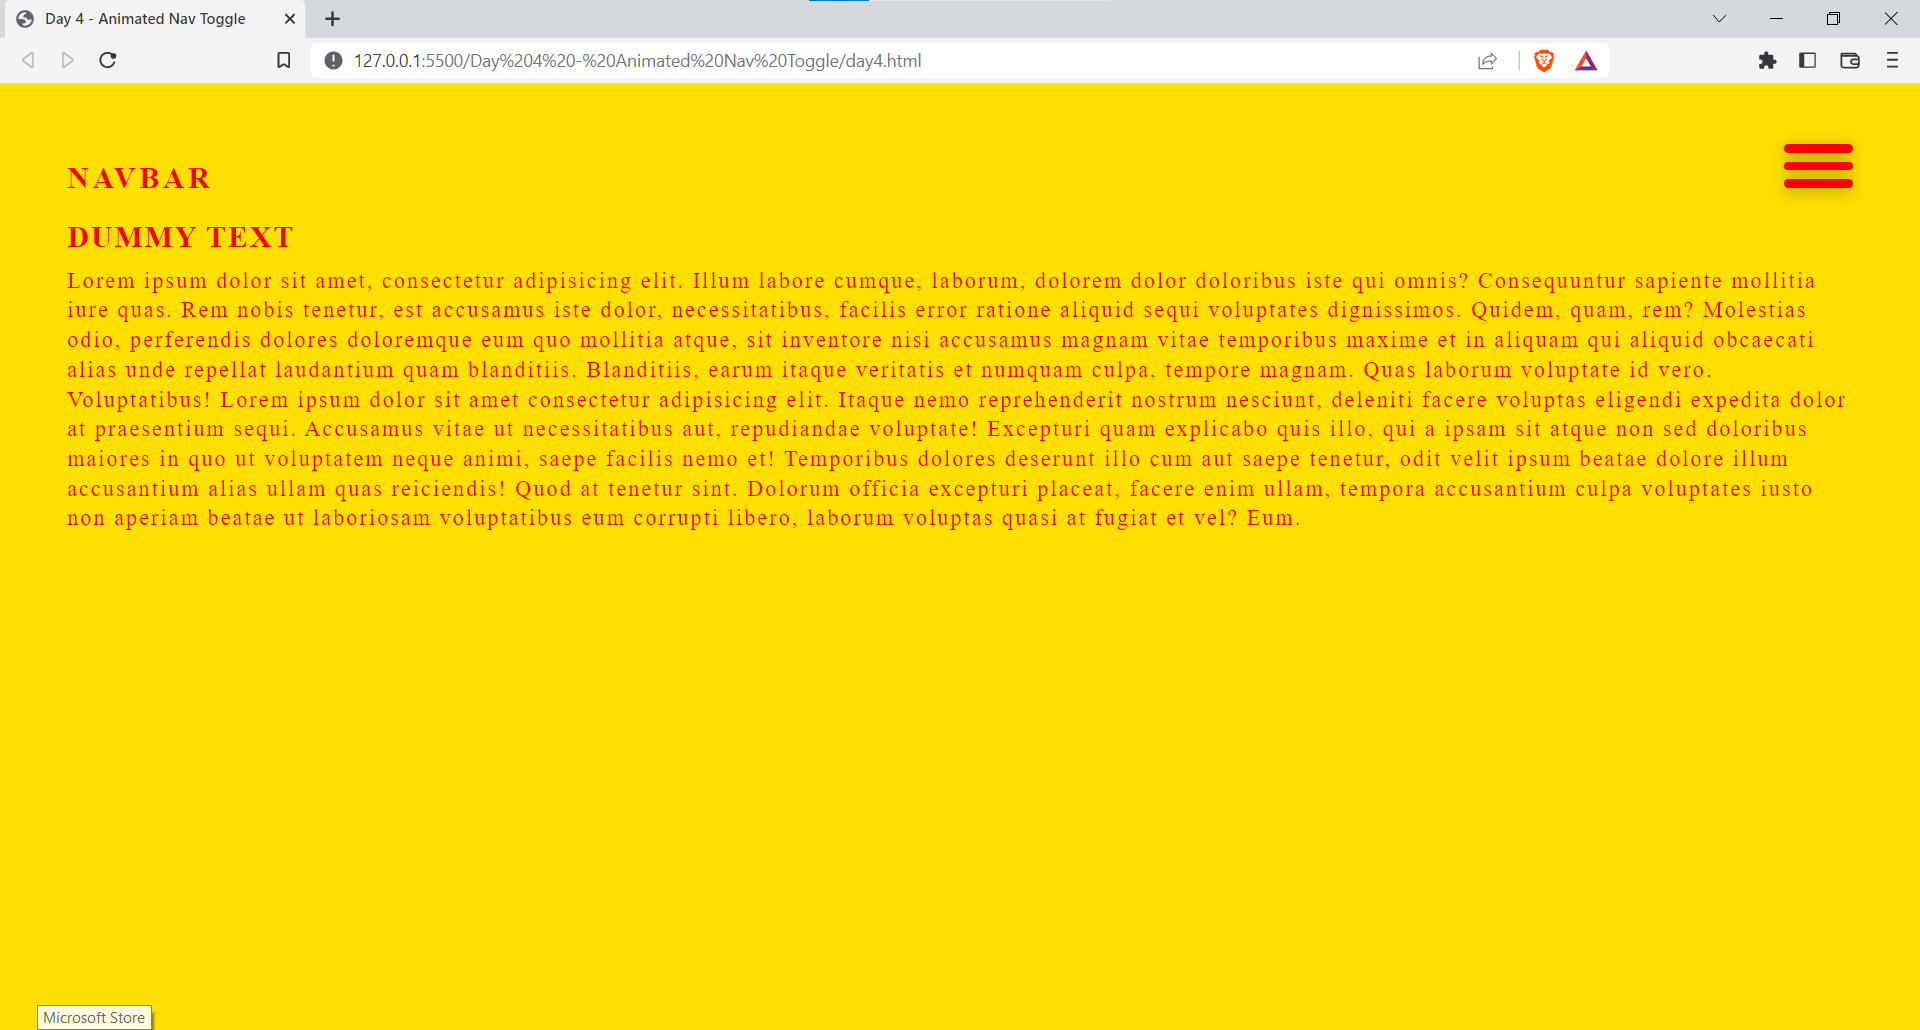 Day 4 - Animated Nav Toggle
127.0.0.1:5500/Day%204%20-%20Animated%20Nav%20Toggle/day4.html
NAVBAR
DUMMY TEXT
Lorem ipsum dolor sit amet, consectetur adipisicing elit. Illum labore cumque, laborum, dolorem dolor doloribus iste qui omnis? Consequuntur sapiente mollitia
iure quas. Rem nobis tenetur, est accusamus iste dolor, necessitatibus, facilis error ratione aliquid sequi voluptates dignissimos. Quidem, quam, rem? Molestias
odio, perferendis dolores doloremque eum quo mollitia atque, sit inventore nisi accusamus magnam vitae temporibus maxime et in aliquam qui aliquid obcaecati
alias unde repellat laudantium quam blanditiis. Blanditiis, earum itaque veritatis et numquam culpa, tempore magnam. Quas laborum voluptate id vero.
Voluptatibus! Lorem ipsum dolor sit amet consectetur adipisicing elit. Itaque nemo reprehenderit nostrum nesciunt, deleniti facere voluptas eligendi expedita dolor
at praesentium sequi. Accusamus vitae ut necessitatibus aut, repudiandae voluptate! Excepturi quam explicabo quis illo, qui a ipsam sit atque non sed doloribus
maiores in quo ut voluptatem neque animi, saepe facilis nemo et! Temporibus dolores deserunt illo cum aut saepe tenetur, odit velit ipsum beatae dolore illum
accusantium alias ullam quas reiciendis! Quod at tenetur sint. Dolorum officia excepturi placeat, facere enim ullam, tempora accusantium culpa voluptates iusto
non aperiam beatae ut laboriosam voluptatibus eum corrupti libero, laborum voluptas quasi at fugiat et vel? Eum.
Microsoft Store